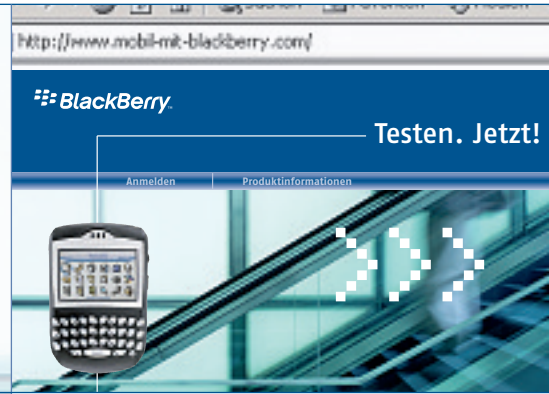 http://www.mobil-mit-blackberry.com/
BlackBerry
Testen. Jetzt!
Anmelden
Produktinformationen